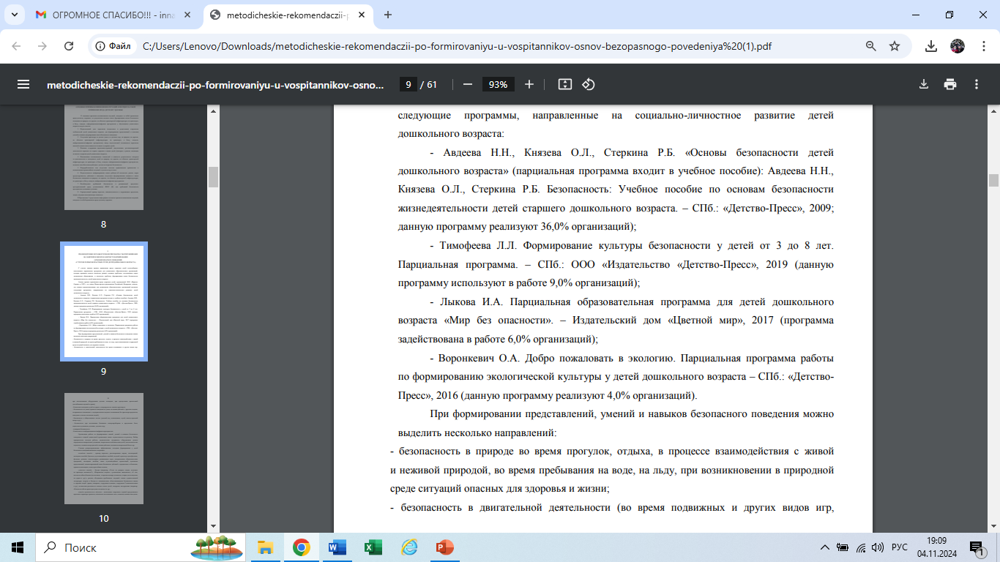 ОГРОМНОЕ СПАСИБО!!! - inna
metodicheskie-rekomendaczii-p
Файл
C:/Users/Lenovo/Downloads/metodicheskie-rekomendaczii-po-formirovaniyu-u-vospitannikov-osnov-bezopasnogo-povedeniya%20(1).pdf
metodicheskie-rekomendaczii-po-formirovaniyu-u-vospitannikov-osno...
9 / 61
93%
8
9
10
следующие программы, направленные на социально-личностное развитие детей
дошкольного возраста:
- Авдеева Н.Н., Князева О.Л., Стеркина Р.Б. «Основы безопасности детей
дошкольного возраста» (парциальная программа входит в учебное пособие): Авдеева Н.Н.,
Князева О.Л., Стеркина Р.Б. Безопасность: Учебное пособие по основам безопасности
жизнедеятельности детей старшего дошкольного возраста. – СПб.: «Детство-Пресс», 2009;
данную программу реализуют 36,0% организаций);
- Тимофеева Л.Л. Формирование культуры безопасности у детей от 3 до 8 лет.
Парциальная программа. – СПб.: ООО «Издательство «Детство-Пресс», 2019 (данную
программу используют в работе 9,0% организаций);
- Лыкова И.А. Парциальная образовательная программа для детей дошкольного
возраста «Мир без опасности». – Издательский дом «Цветной мир», 2017 (программа
задействована в работе 6,0% организаций);
- Воронкевич О.А. Добро пожаловать в экологию. Парциальная программа работы
по формированию экологической культуры у детей дошкольного возраста – СПб.: «Детство-
Пресс», 2016 (данную программу реализуют 4,0% организаций).
При формировании представлений, умений и навыков безопасного поведения можно
выделить несколько направлений:
- безопасность в природе во время прогулок, отдыха, в процессе взаимодействия с живой
и неживой природой, во время пребывания на воде, на льду, при возникновении в природной
среде ситуаций опасных для здоровья и жизни;
- безопасность в двигательной деятельности (во время подвижных и других видов игр,
Поиск
РУС
19:09
04.11.2024
1